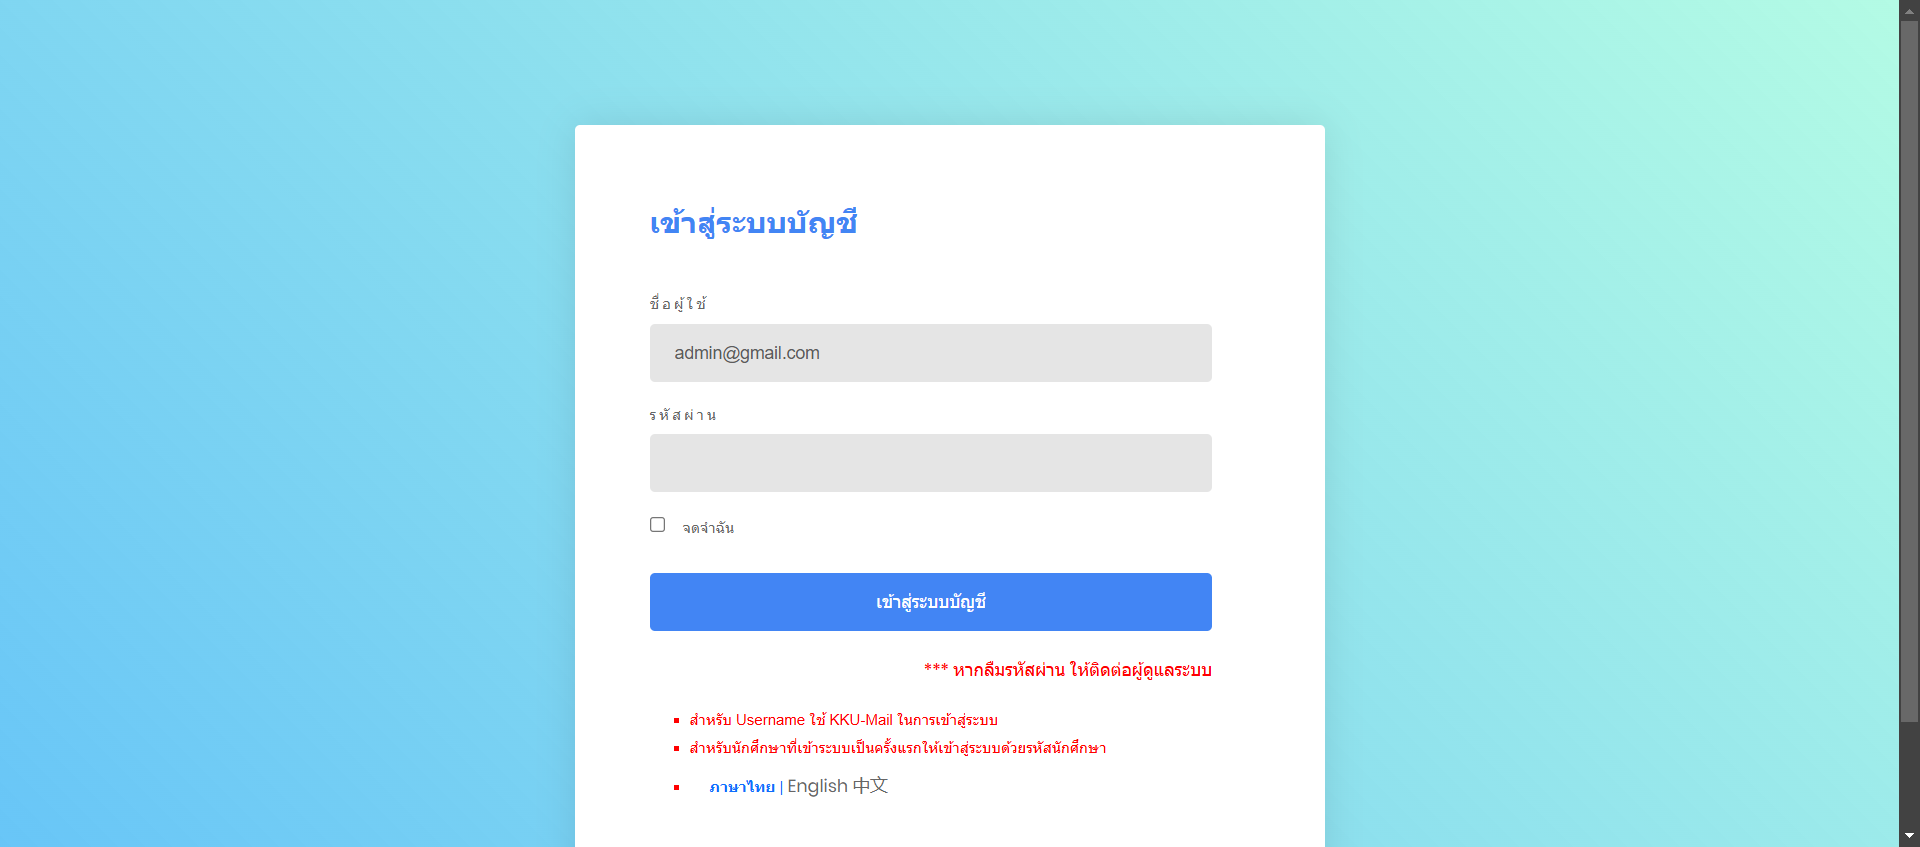 เข้าสู่ระบบบัญชี
ชื่อผู้ใช้
admin@gmail.com
รหัสผ่าน
จดจำฉัน
เข้าสู่ระบบบัญชี
*** หากลืมรหัสผ่าน ให้ติดต่อผู้ดูแลระบบ
สำหรับ Username ใช้ KKU-Mail ในการเข้าสู่ระบบ
สำหรับนักศึกษาที่เข้าระบบเป็นครั้งแรกให้เข้าสู่ระบบด้วยรหัสนักศึกษา
ภาษาไทย | English 中文